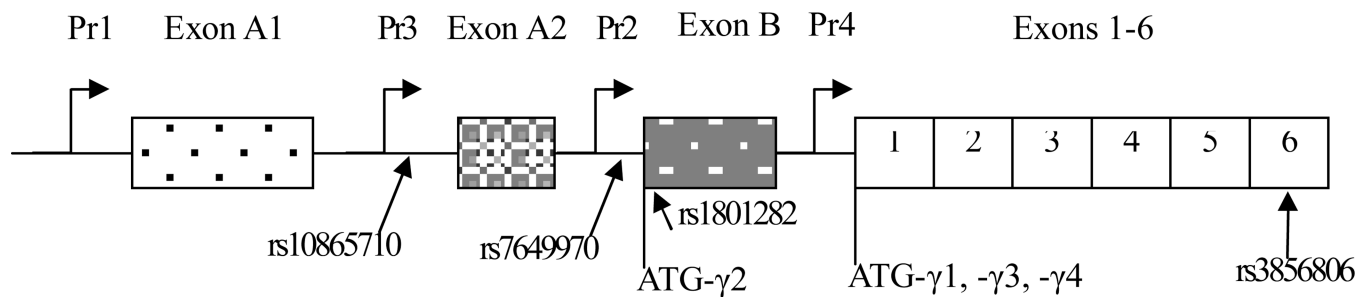 Pr1 Exon A1 Pr3 Exon A2 Pr2 Exon B Pr4 Exons 1-6
1 2 3 4 5 6
rs10865710 rs7649970 rs1801282 rs3856806
ATG-γ2 ATG-γ1, -γ3, -γ4